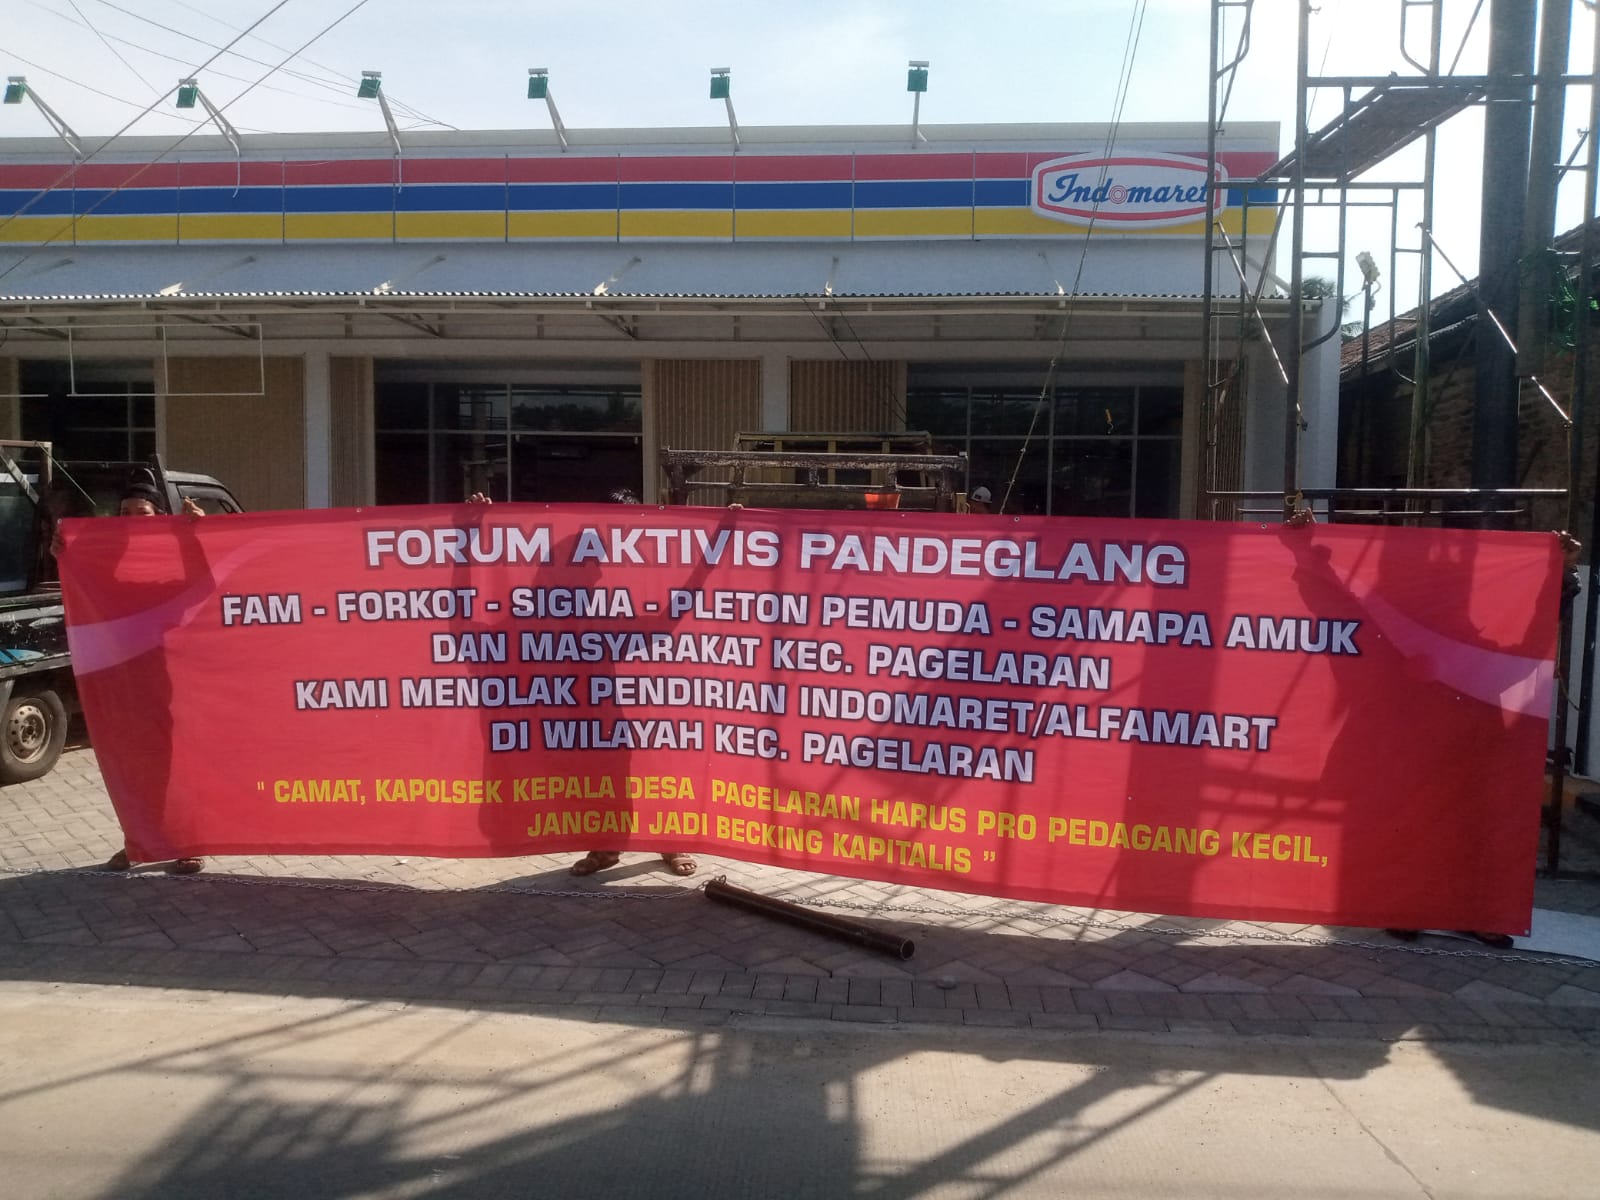 Indomaret
FORUM AKTIVIS PANDEGLANG
FAM - FORKOT - SIGMA - PLETON PEMUDA - SAMAPA AMUK
DAN MASYARAKAT KEC. PAGELARAN
KAMI MENOLAK PENDIRIAN INDOMARET/ALFAMART
DI WILAYAH KEC. PAGELARAN
" CAMAT, KAPOLSEK KEPALA DESA PAGELARAN HARUS PRO PEDAGANG KECIL,
JANGAN JADI BECKING KAPITALIS "